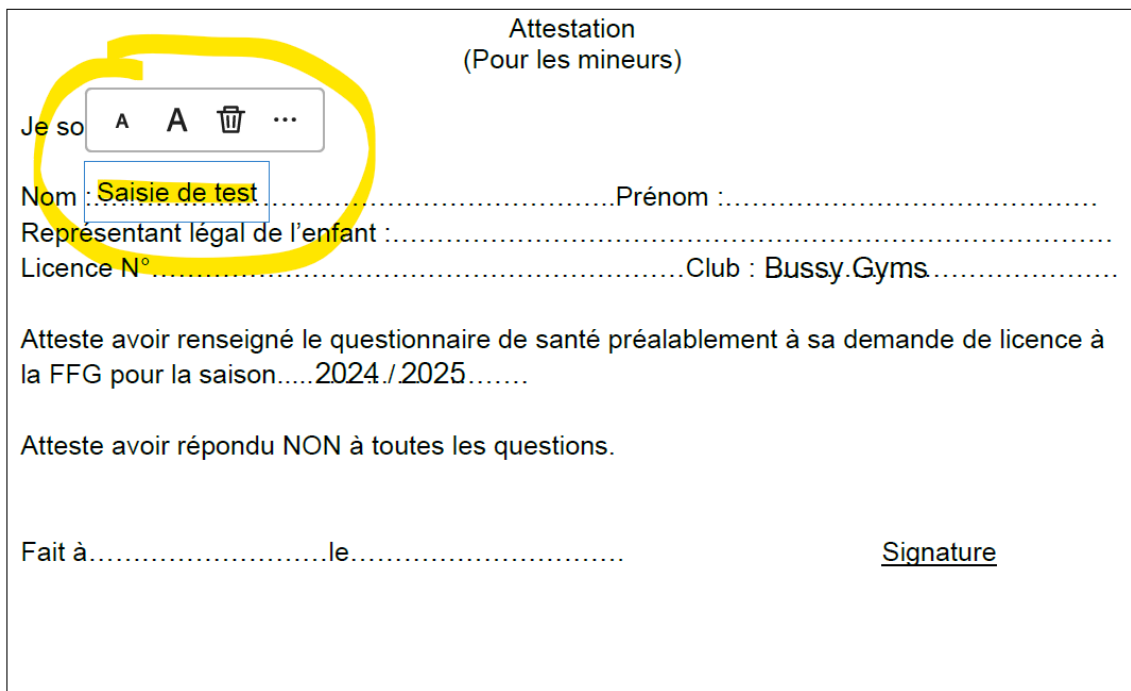 Attestation
(Pour les mineurs)
Je so
A A ...
Nom :Saisie de test.............................................Prénom :..........................................
Représentant légal de l’enfant :..................................................................................
Licence N°.............................................................Club : Bussy Gyms......................
Atteste avoir renseigné le questionnaire de santé préalablement à sa demande de licence à
la FFG pour la saison.....2024./.2025.......
Atteste avoir répondu NON à toutes les questions.
Fait à..............................le............................... Signature